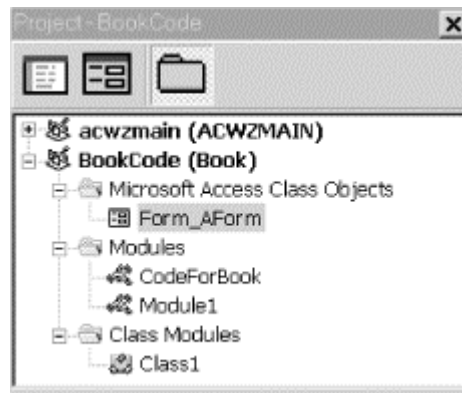 Project - BookCode
acwzmain (ACWZMAIN)
BookCode (Book)
Microsoft Access Class Objects
Form_AForm
Modules
CodeForBook
Module1
Class Modules
Class1